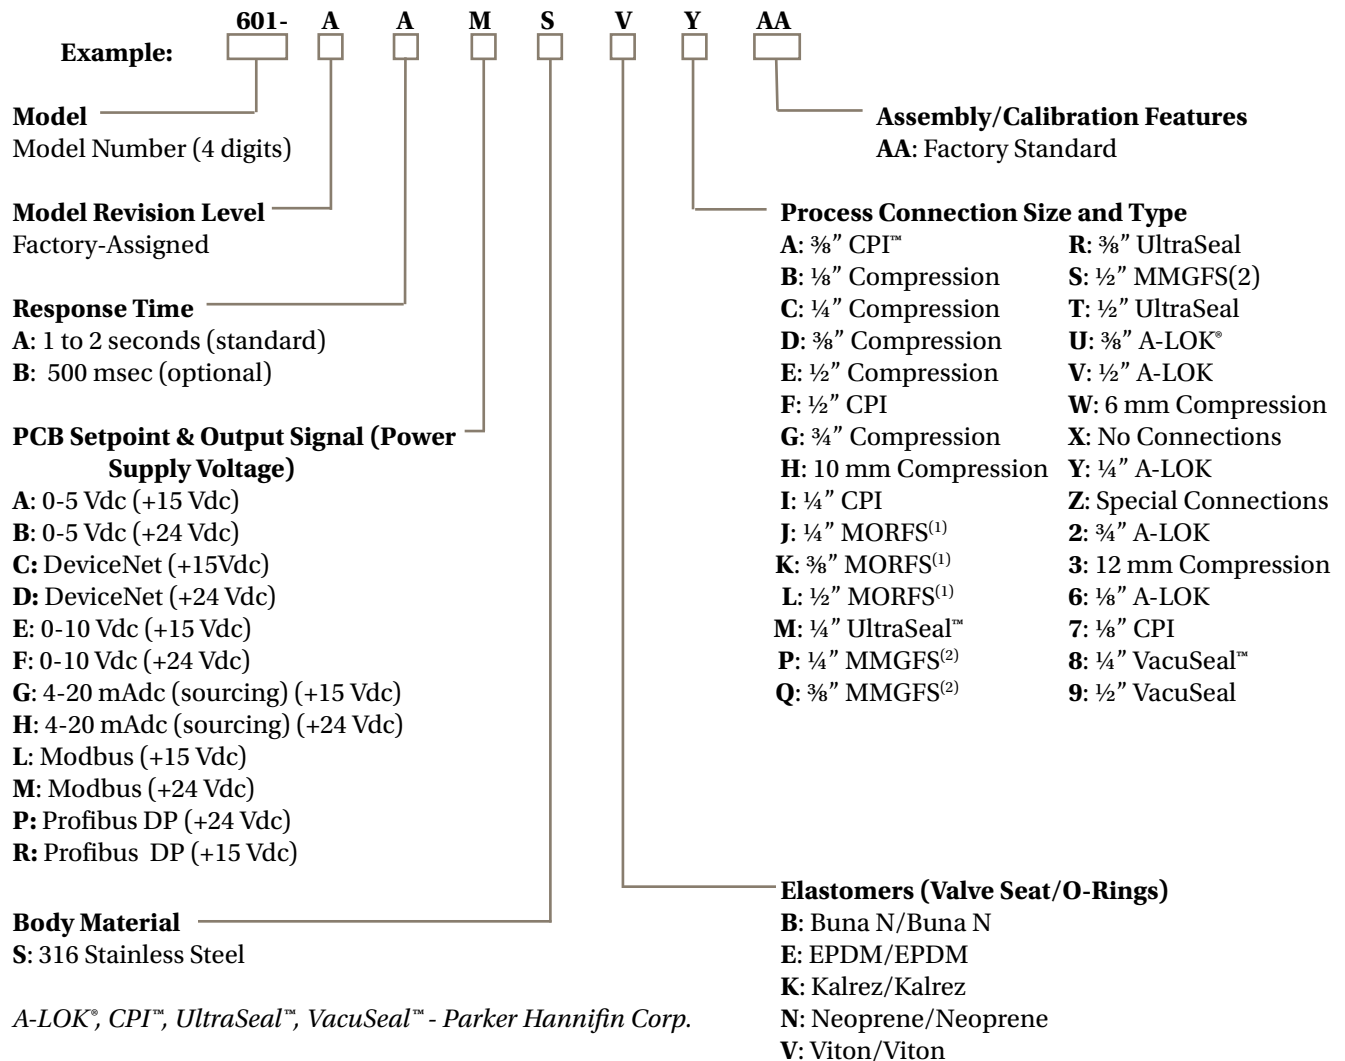 601- A A M S V Y AA
Example:
Model
Model Number (4 digits)
Model Revision Level
Factory-Assigned
Response Time
A: 1 to 2 seconds (standard)
B: 500 msec (optional)
PCB Setpoint & Output Signal (Power
Supply Voltage)
A: 0-5 Vdc (+15 Vdc)
B: 0-5 Vdc (+24 Vdc)
C: DeviceNet (+15Vdc)
D: DeviceNet (+24 Vdc)
E: 0-10 Vdc (+15 Vdc)
F: 0-10 Vdc (+24 Vdc)
G: 4-20 mAdc (sourcing) (+15 Vdc)
H: 4-20 mAdc (sourcing) (+24 Vdc)
L: Modbus (+15 Vdc)
M: Modbus (+24 Vdc)
P: Profibus DP (+24 Vdc)
R: Profibus DP (+15 Vdc)
Body Material
S: 316 Stainless Steel
A-LOK®, CPI™, UltraSeal™, VacuSeal™ - Parker Hannifin Corp.
Assembly/Calibration Features
AA: Factory Standard
Process Connection Size and Type
A: ⅜” CPI™
B: ⅛” Compression
C: ¼” Compression
D: ⅜” Compression
E: ½” Compression
F: ½” CPI
G: ¾” Compression
H: 10 mm Compression
I: ¼” CPI
J: ¼” MORFS(1)
K: ⅜” MORFS(1)
L: ½” MORFS(1)
M: ¼” UltraSeal™
P: ¼” MMGFS(2)
Q: ⅜” MMGFS(2)
R: ⅜” UltraSeal
S: ½” MMGFS(2)
T: ½” UltraSeal
U: ⅜” A-LOK®
V: ½” A-LOK
W: 6 mm Compression
X: No Connections
Y: ¼” A-LOK
Z: Special Connections
2: ¾” A-LOK
3: 12 mm Compression
6: ⅛” A-LOK
7: ⅛” CPI
8: ¼” VacuSeal™
9: ½” VacuSeal
Elastomers (Valve Seat/O-Rings)
B: Buna N/Buna N
E: EPDM/EPDM
K: Kalrez/Kalrez
N: Neoprene/Neoprene
V: Viton/Viton